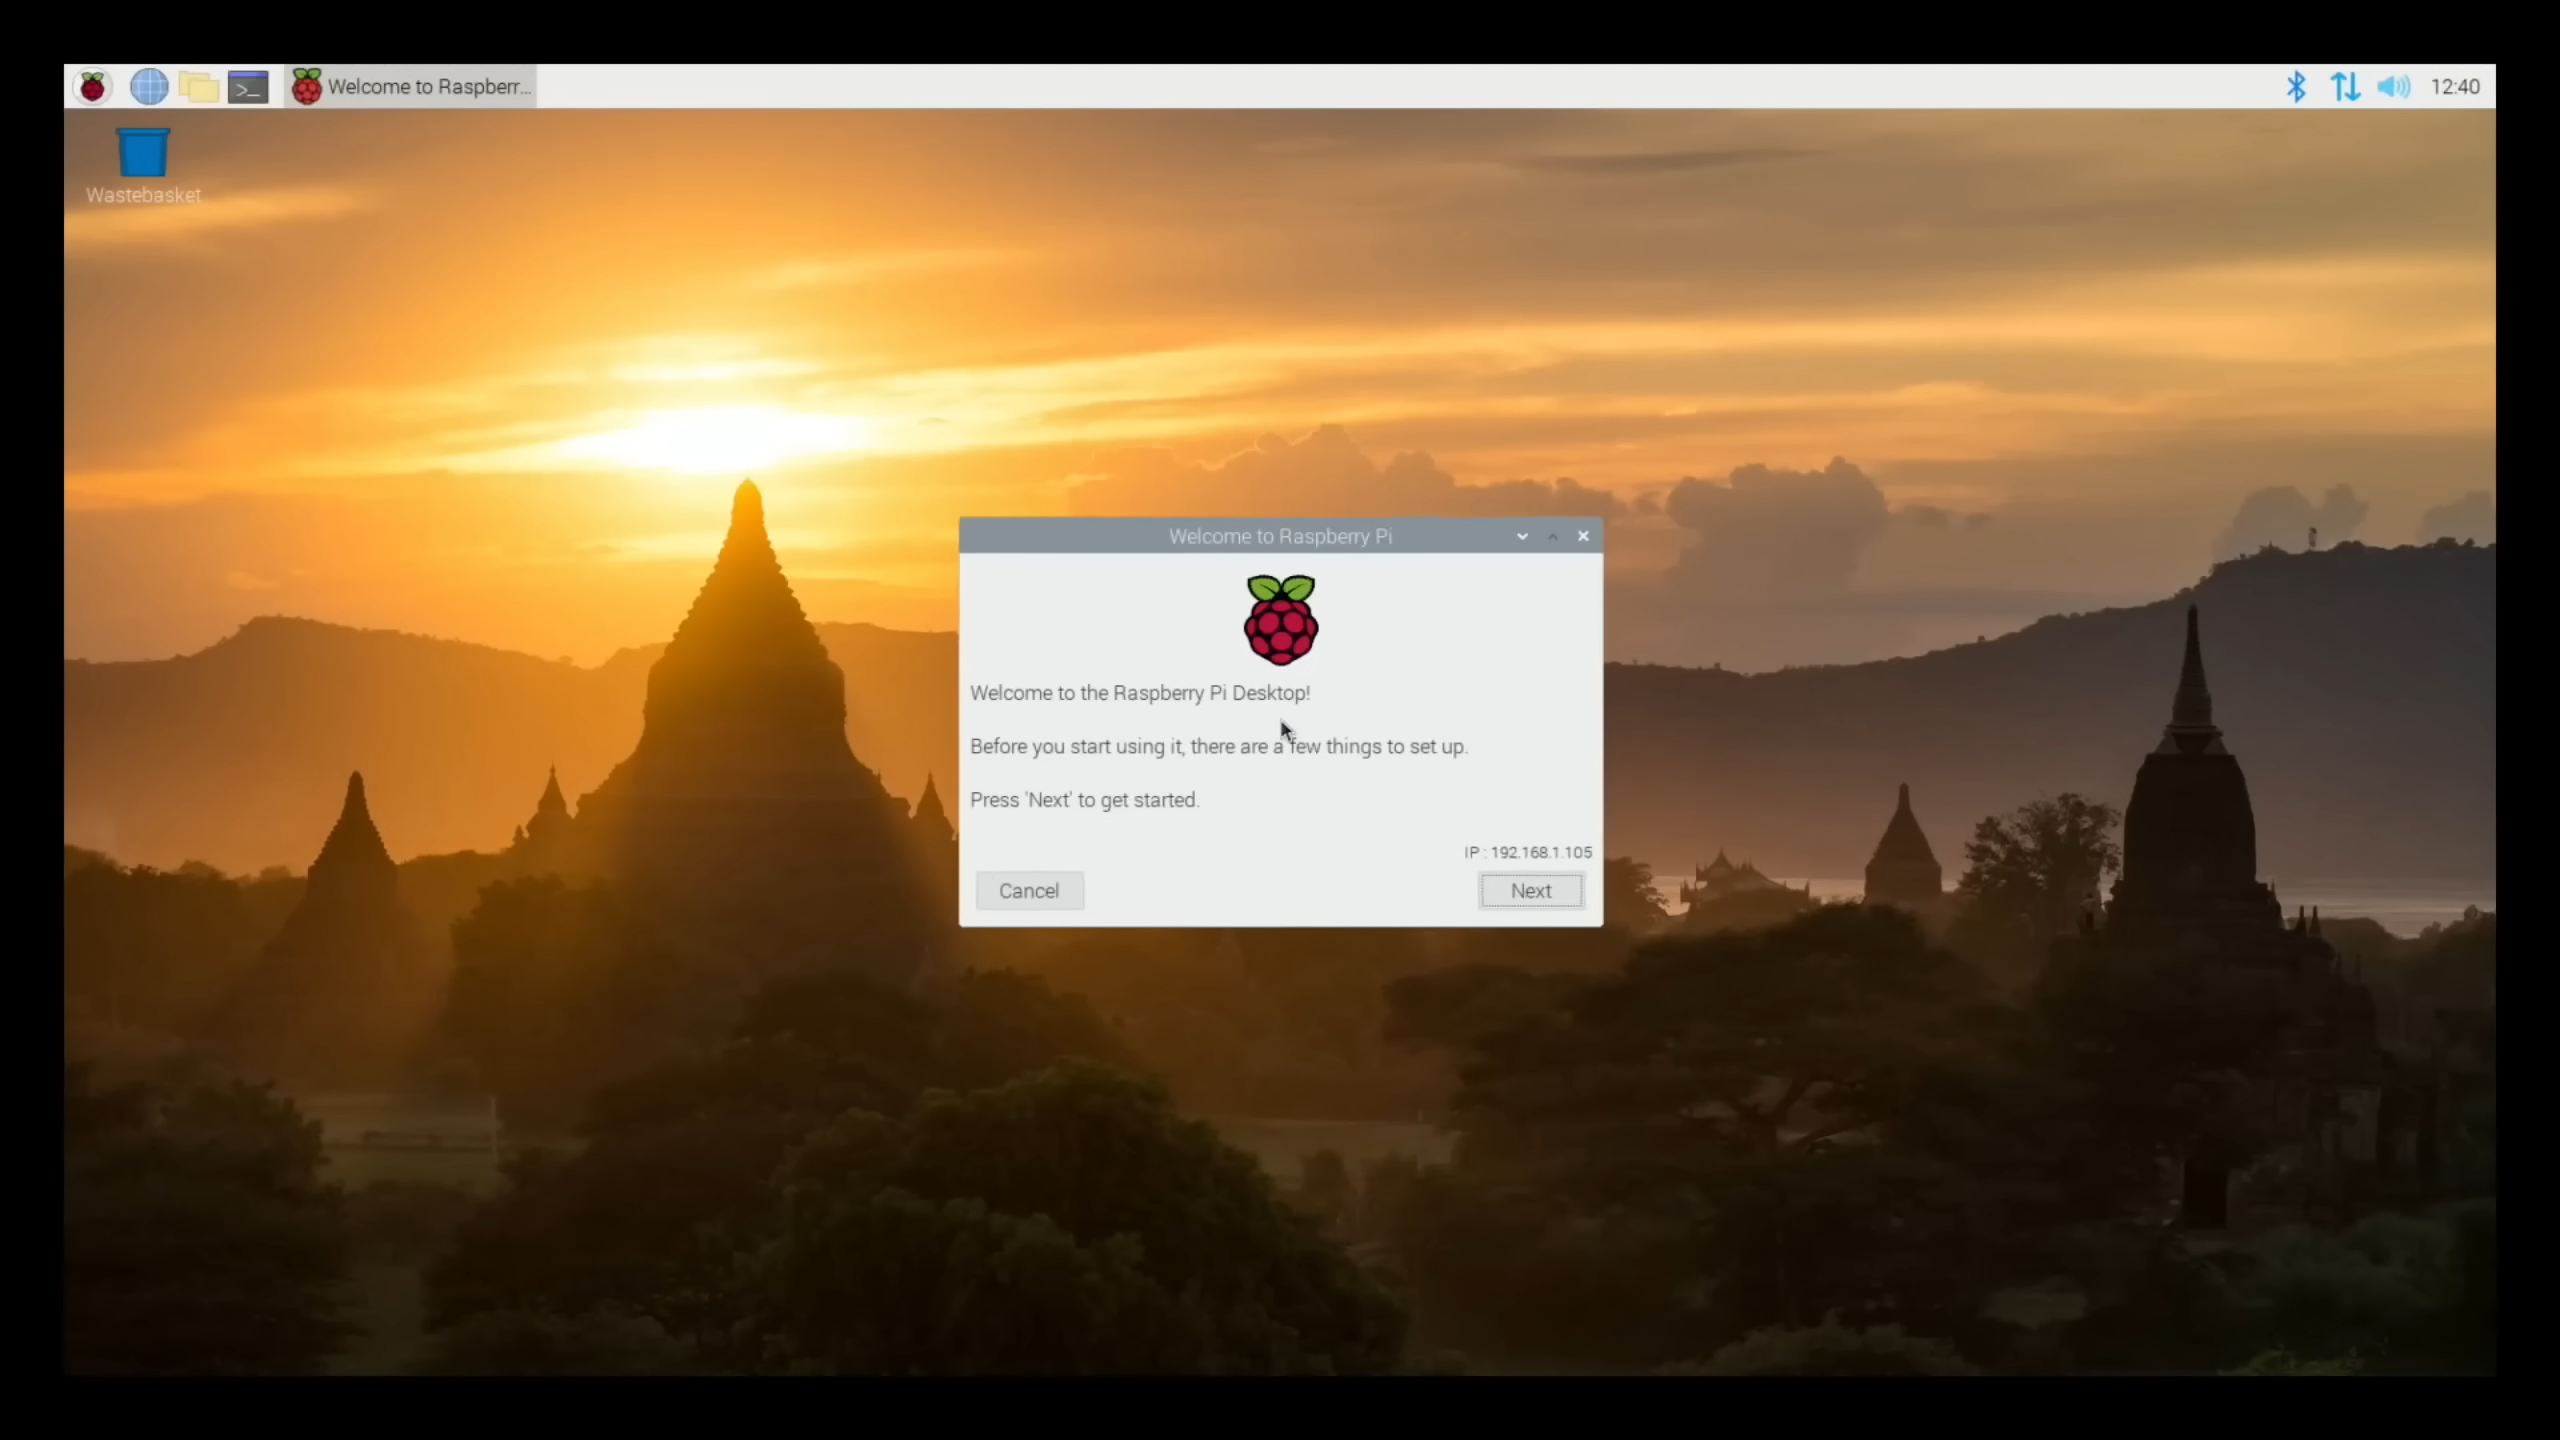 Welcome to Raspberr...
12:40
Wastebasket
Welcome to Raspberry Pi
Welcome to the Raspberry Pi Desktop!
Before you start using it, there are a few things to set up.
Press 'Next' to get started.
IP : 192.168.1.105
Cancel
Next